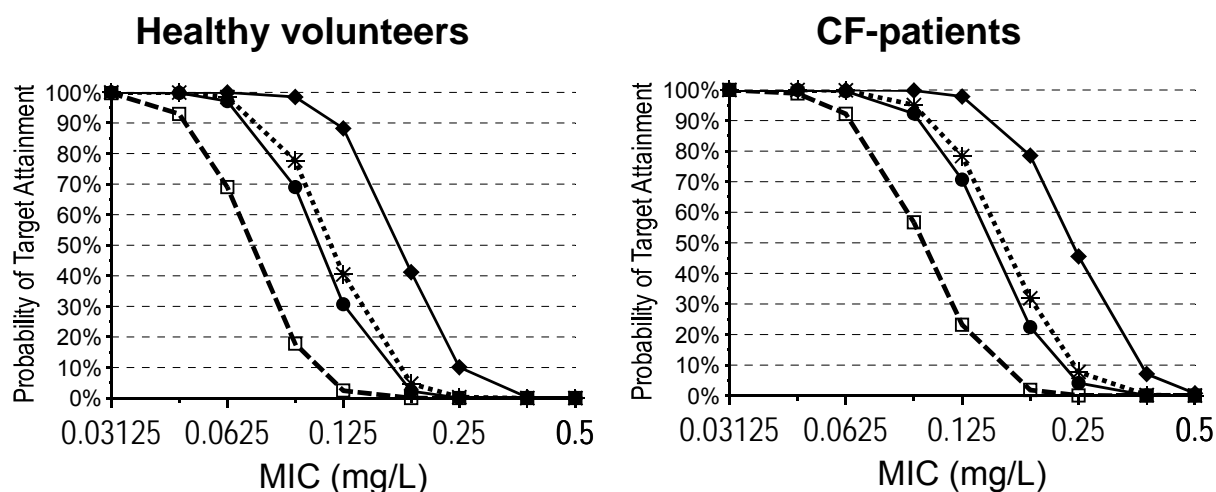 Healthy volunteers
Probability of Target Attainment
100%
90%
80%
70%
60%
50%
40%
30%
20%
10%
0%
0.03125 0.0625 0.125 0.25 0.5
MIC (mg/L)
CF-patients
Probability of Target Attainment
100%
90%
80%
70%
60%
50%
40%
30%
20%
10%
0%
0.03125 0.0625 0.125 0.25 0.5
MIC (mg/L)